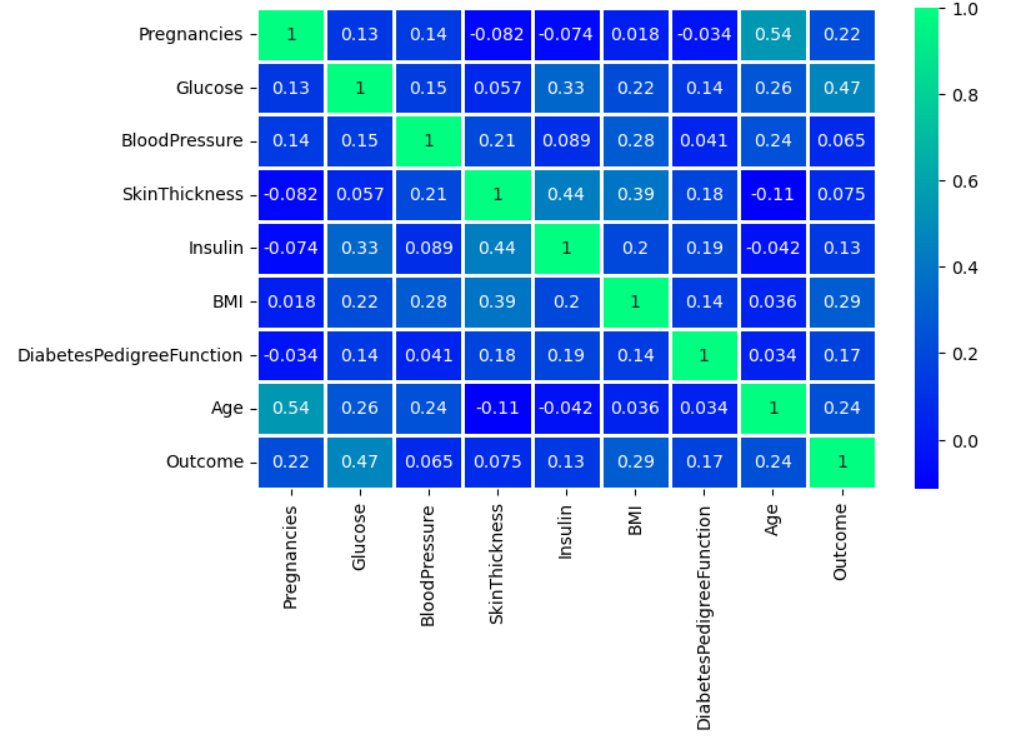 Pregnancies 1 0.13 0.14 -0.082 -0.074 0.018 -0.034 0.54 0.22
Glucose 0.13 1 0.15 0.057 0.33 0.22 0.14 0.26 0.47
BloodPressure 0.14 0.15 1 0.21 0.089 0.28 0.041 0.24 0.065
SkinThickness -0.082 0.057 0.21 1 0.44 0.39 0.18 -0.11 0.075
Insulin -0.074 0.33 0.089 0.44 1 0.2 0.19 -0.042 0.13
BMI 0.018 0.22 0.28 0.39 0.2 1 0.14 0.036 0.29
DiabetesPedigreeFunction -0.034 0.14 0.041 0.18 0.19 0.14 1 0.034 0.17
Age 0.54 0.26 0.24 -0.11 -0.042 0.036 0.034 1 0.24
Outcome 0.22 0.47 0.065 0.075 0.13 0.29 0.17 0.24 1
Pregnancies
Glucose
BloodPressure
SkinThickness
Insulin
BMI
DiabetesPedigreeFunction
Age
Outcome
1.0
0.8
0.6
0.4
0.2
0.0